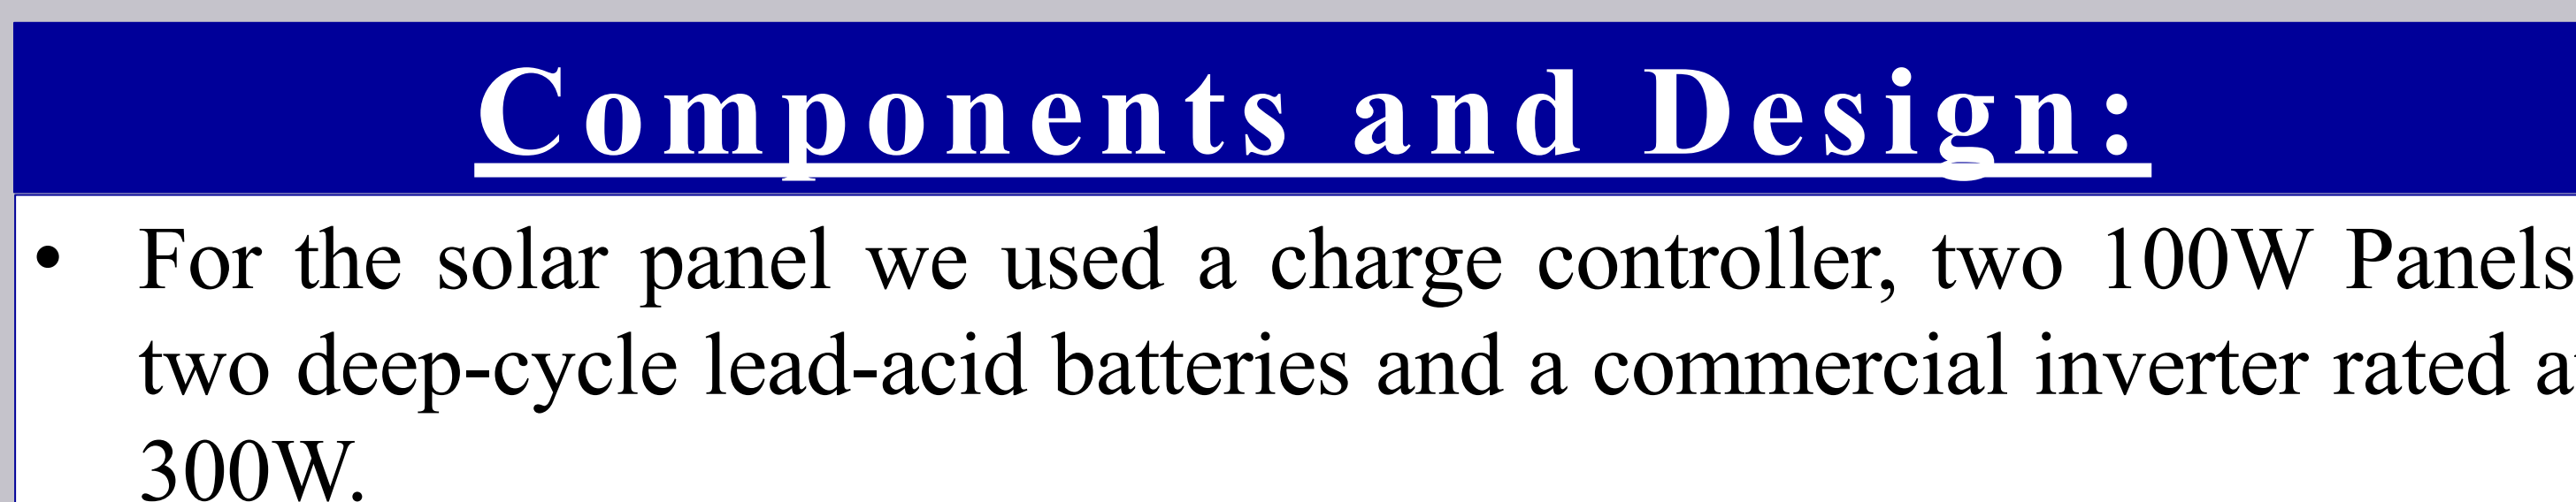 Components and Design:
• For the solar panel we used a charge controller, two 100W Panels
two deep-cycle lead-acid batteries and a commercial inverter rated
300W.